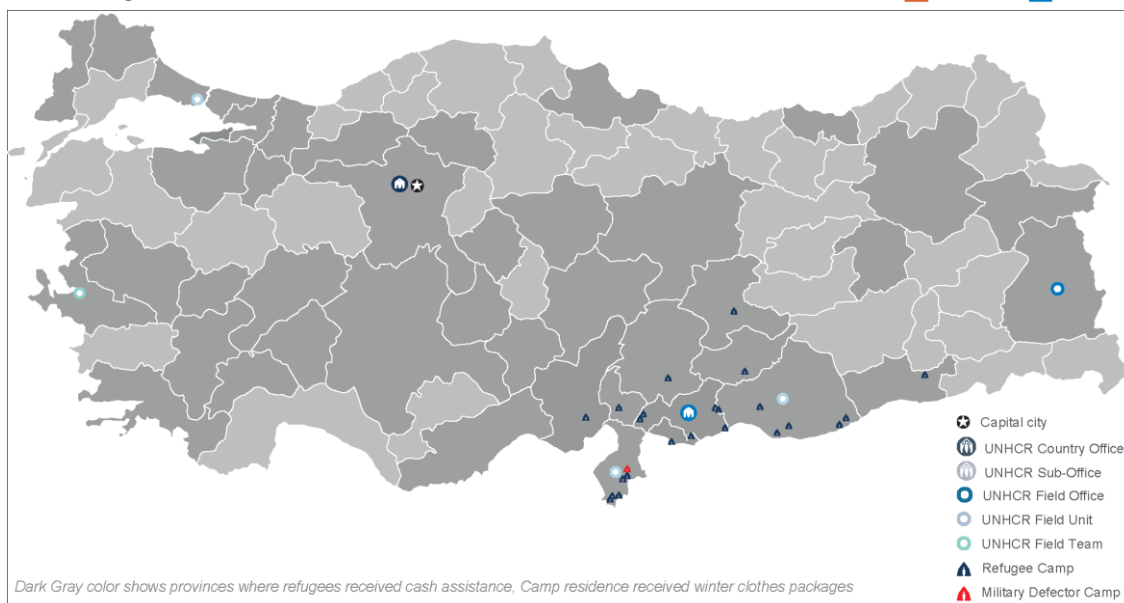 Capital city
UNHCR Country Office
UNHCR Sub-Office
UNHCR Field Office
UNHCR Field Unit
UNHCR Field Team
Refugee Camp
Military Defector Camp
Dark Gray color shows provinces where refugees received cash assistance, Camp residence received winter clothes packages